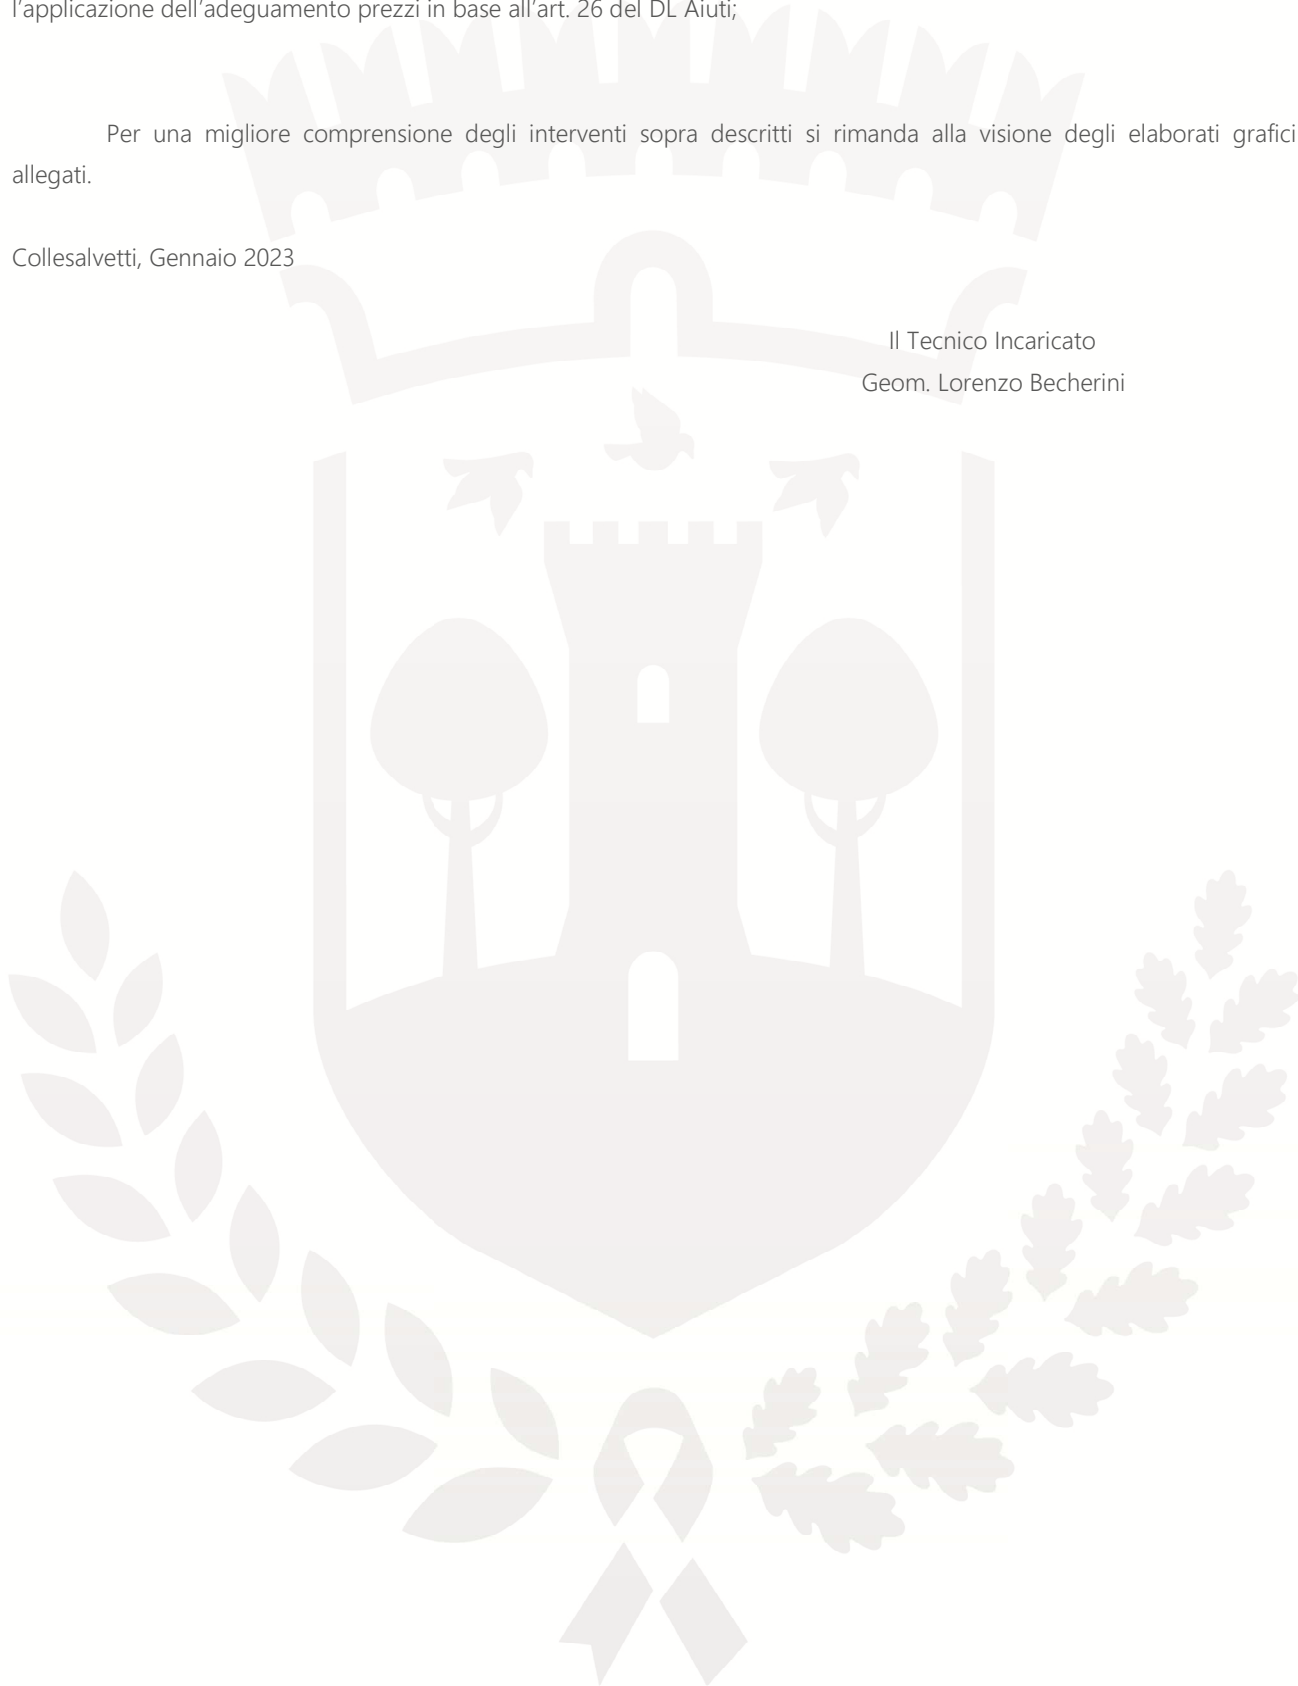 l'applicazione dell'adeguamento prezzi in base all'art. 26 del DL Aiuti;
Per una migliore comprensione degli interventi sopra descritti si rimanda alla visione degli elaborati grafici
allegati.
Collesalvetti, Gennaio 2023
Il Tecnico Incaricato
Geom. Lorenzo Becherini